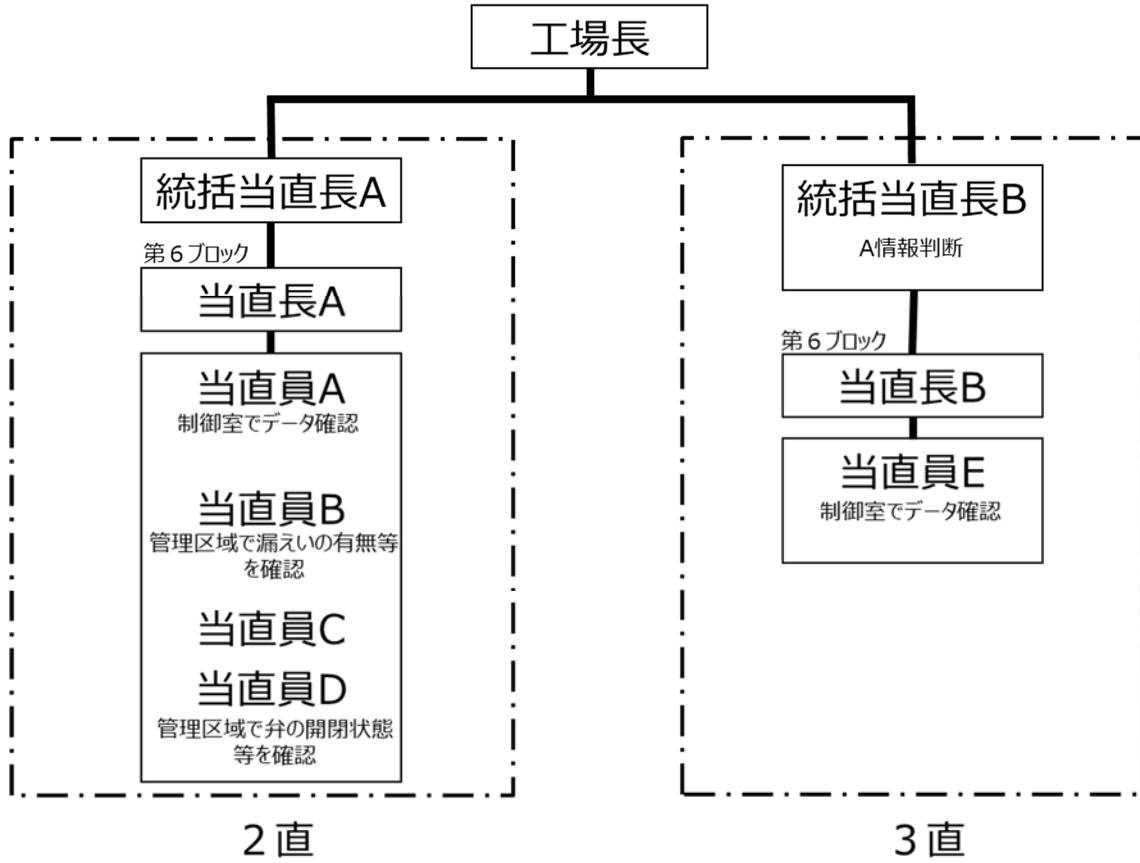 工場長
統括当直長A
第６ブロック
当直長A
当直員A
制御室でデータ確認
当直員B
管理区域で漏えいの有無等
を確認
当直員C
当直員D
管理区域で弁の開閉状態
等を確認
２直
統括当直長B
A情報判断
第６ブロック
当直長B
当直員E
制御室でデータ確認
３直